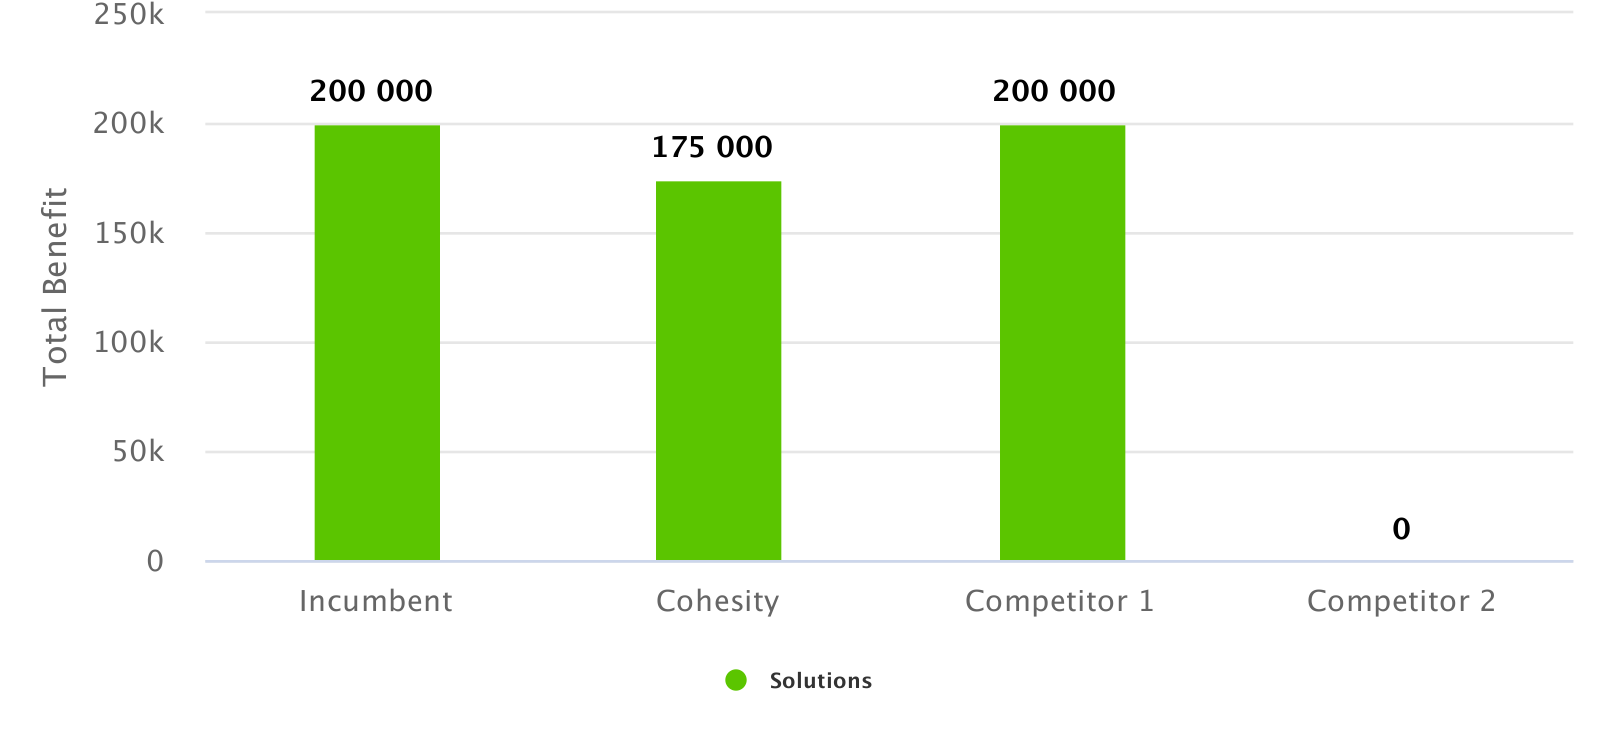 250k
200k
150k
100k
50k
0
Total Benefit
200 000
175 000
200 000
0
Incumbent
Cohesity
Competitor 1
Competitor 2
Solutions